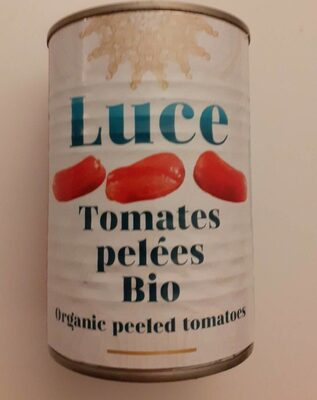 Luce
Tomates
pelées
Bio
Organic peeled tomatoes